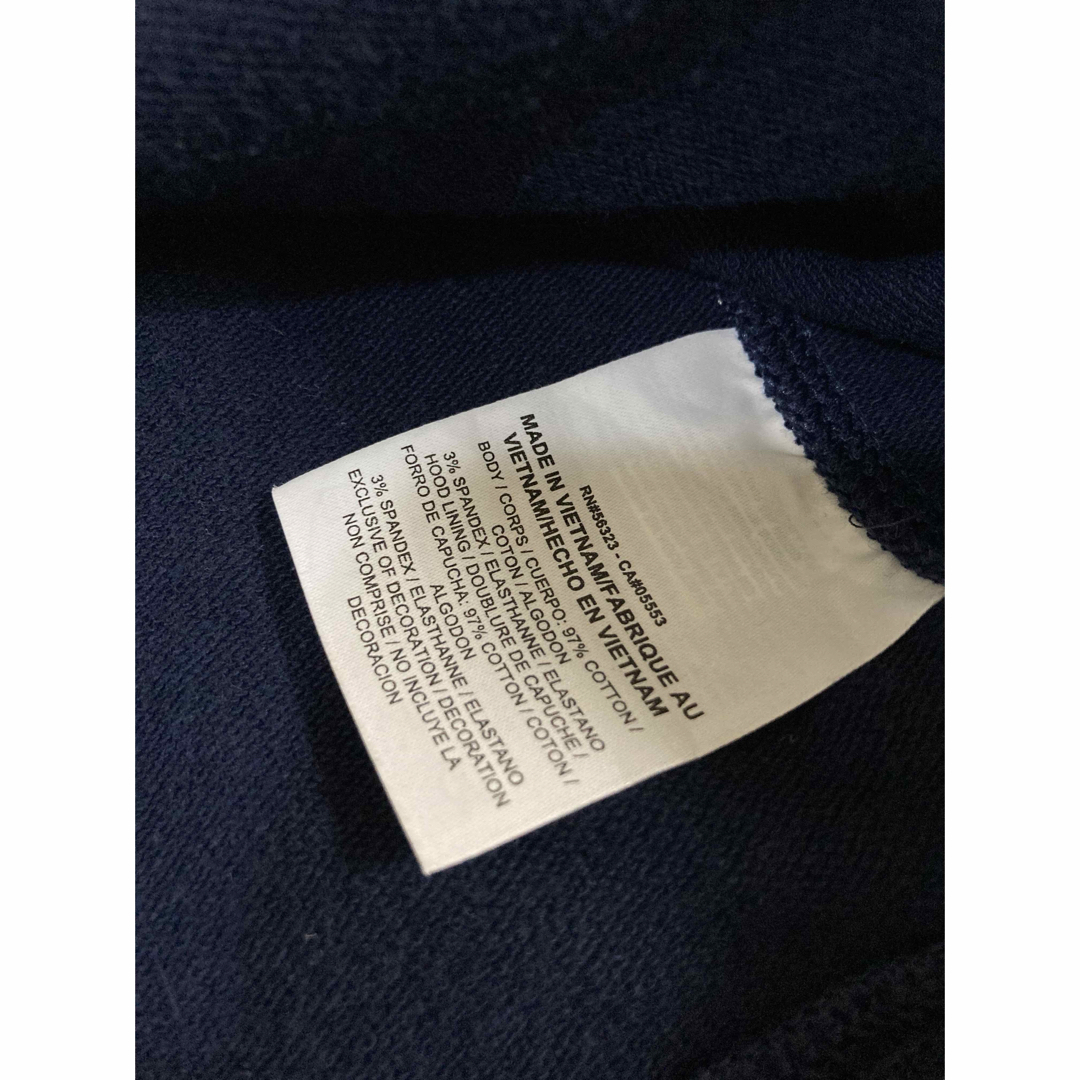 RN#56323 - CA#05553
MADE IN VIETNAM/FABRIQUE AU
VIETNAM/HECHO EN VIETNAM
BODY / CORPS / CUERPO: 97% COTTON /
COTON / ALGODON
3% SPANDEX / ELASTHANNE / ELASTANO
HOOD LINING / DOUBLURE DE CAPUCHE /
FORRO DE CAPUCHA: 97% COTTON / COTON /
ALGODON
3% SPANDEX / ELASTHANNE / ELASTANO
EXCLUSIVE OF DECORATION / DECORATION
NON COMPRISE / NO INCLUYE LA
DECORACION